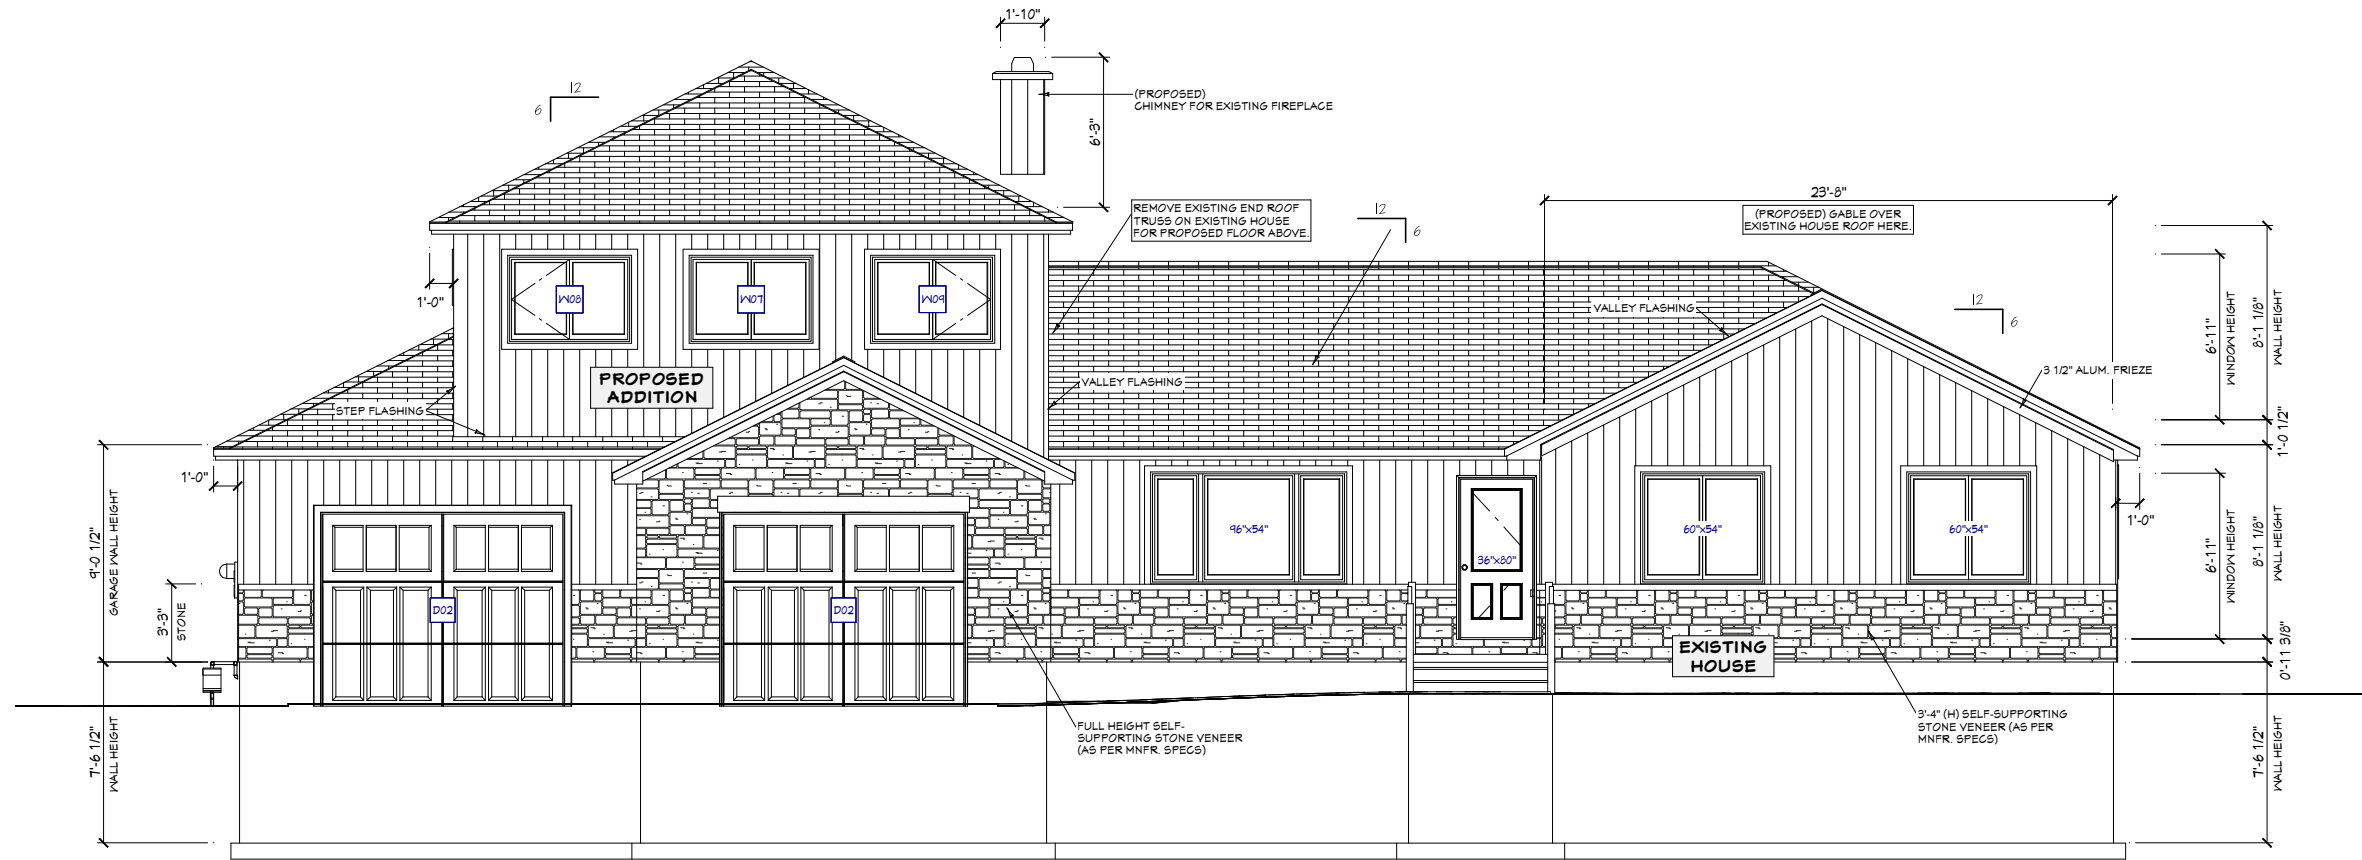 1'-10"
12
6
(PROPOSED)
CHIMNEY FOR EXISTING FIREPLACE
6'-3"
REMOVE EXISTING END ROOF
TRUSS ON EXISTING HOUSE
FOR PROPOSED FLOOR ABOVE.
12
6
23'-8"
(PROPOSED) GABLE OVER
EXISTING HOUSE ROOF HERE.
1'-0"
W08
W07
W09
VALLEY FLASHING
12
6
6'-11"
WINDOW HEIGHT
8'-1 1/8"
WALL HEIGHT
PROPOSED
ADDITION
VALLEY FLASHING
3 1/2" ALUM. FRIEZE
STEP FLASHING
1'-0 1/2"
1'-0"
9'-0 1/2"
GARAGE WALL HEIGHT
96"x54"
36"x80"
60"x54"
60"x54"
1'-0"
6'-11"
WINDOW HEIGHT
8'-1 1/8"
WALL HEIGHT
3'-3"
STONE
D02
D02
EXISTING
HOUSE
0'-11 3/8"
FULL HEIGHT SELF-
SUPPORTING STONE VENEER
(AS PER MNFR. SPECS)
3'-4" (H) SELF-SUPPORTING
STONE VENEER (AS PER
MNFR. SPECS)
7'-6 1/2"
WALL HEIGHT
7'-6 1/2"
WALL HEIGHT